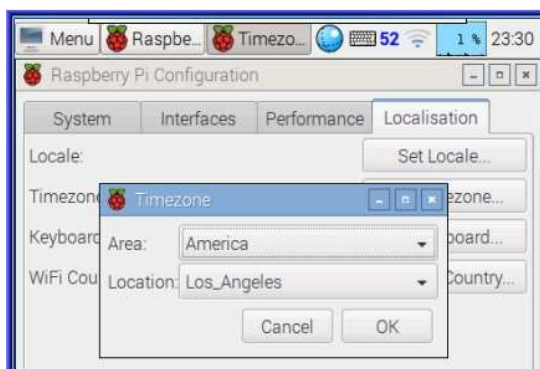 Menu Raspbe... Timezo... 52 1 % 23:30
Raspberry Pi Configuration
System Interfaces Performance Localisation
Locale: Set Locale...
Timezon ezone...
Timezone
Keyboard board...
Area: America
WiFi Cou Country...
Location: Los_Angeles
Cancel OK